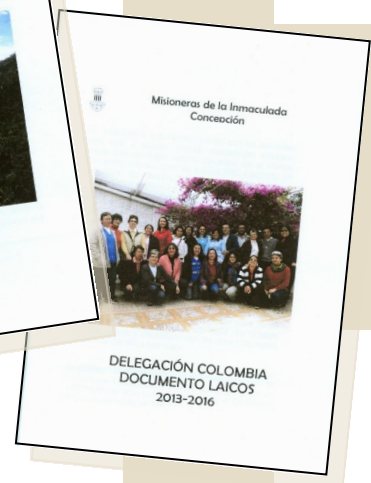 Misioneras de la Inmaculada
Concepción
DELEGACIÓN COLOMBIA
DOCUMENTO LAICOS
2013-2016